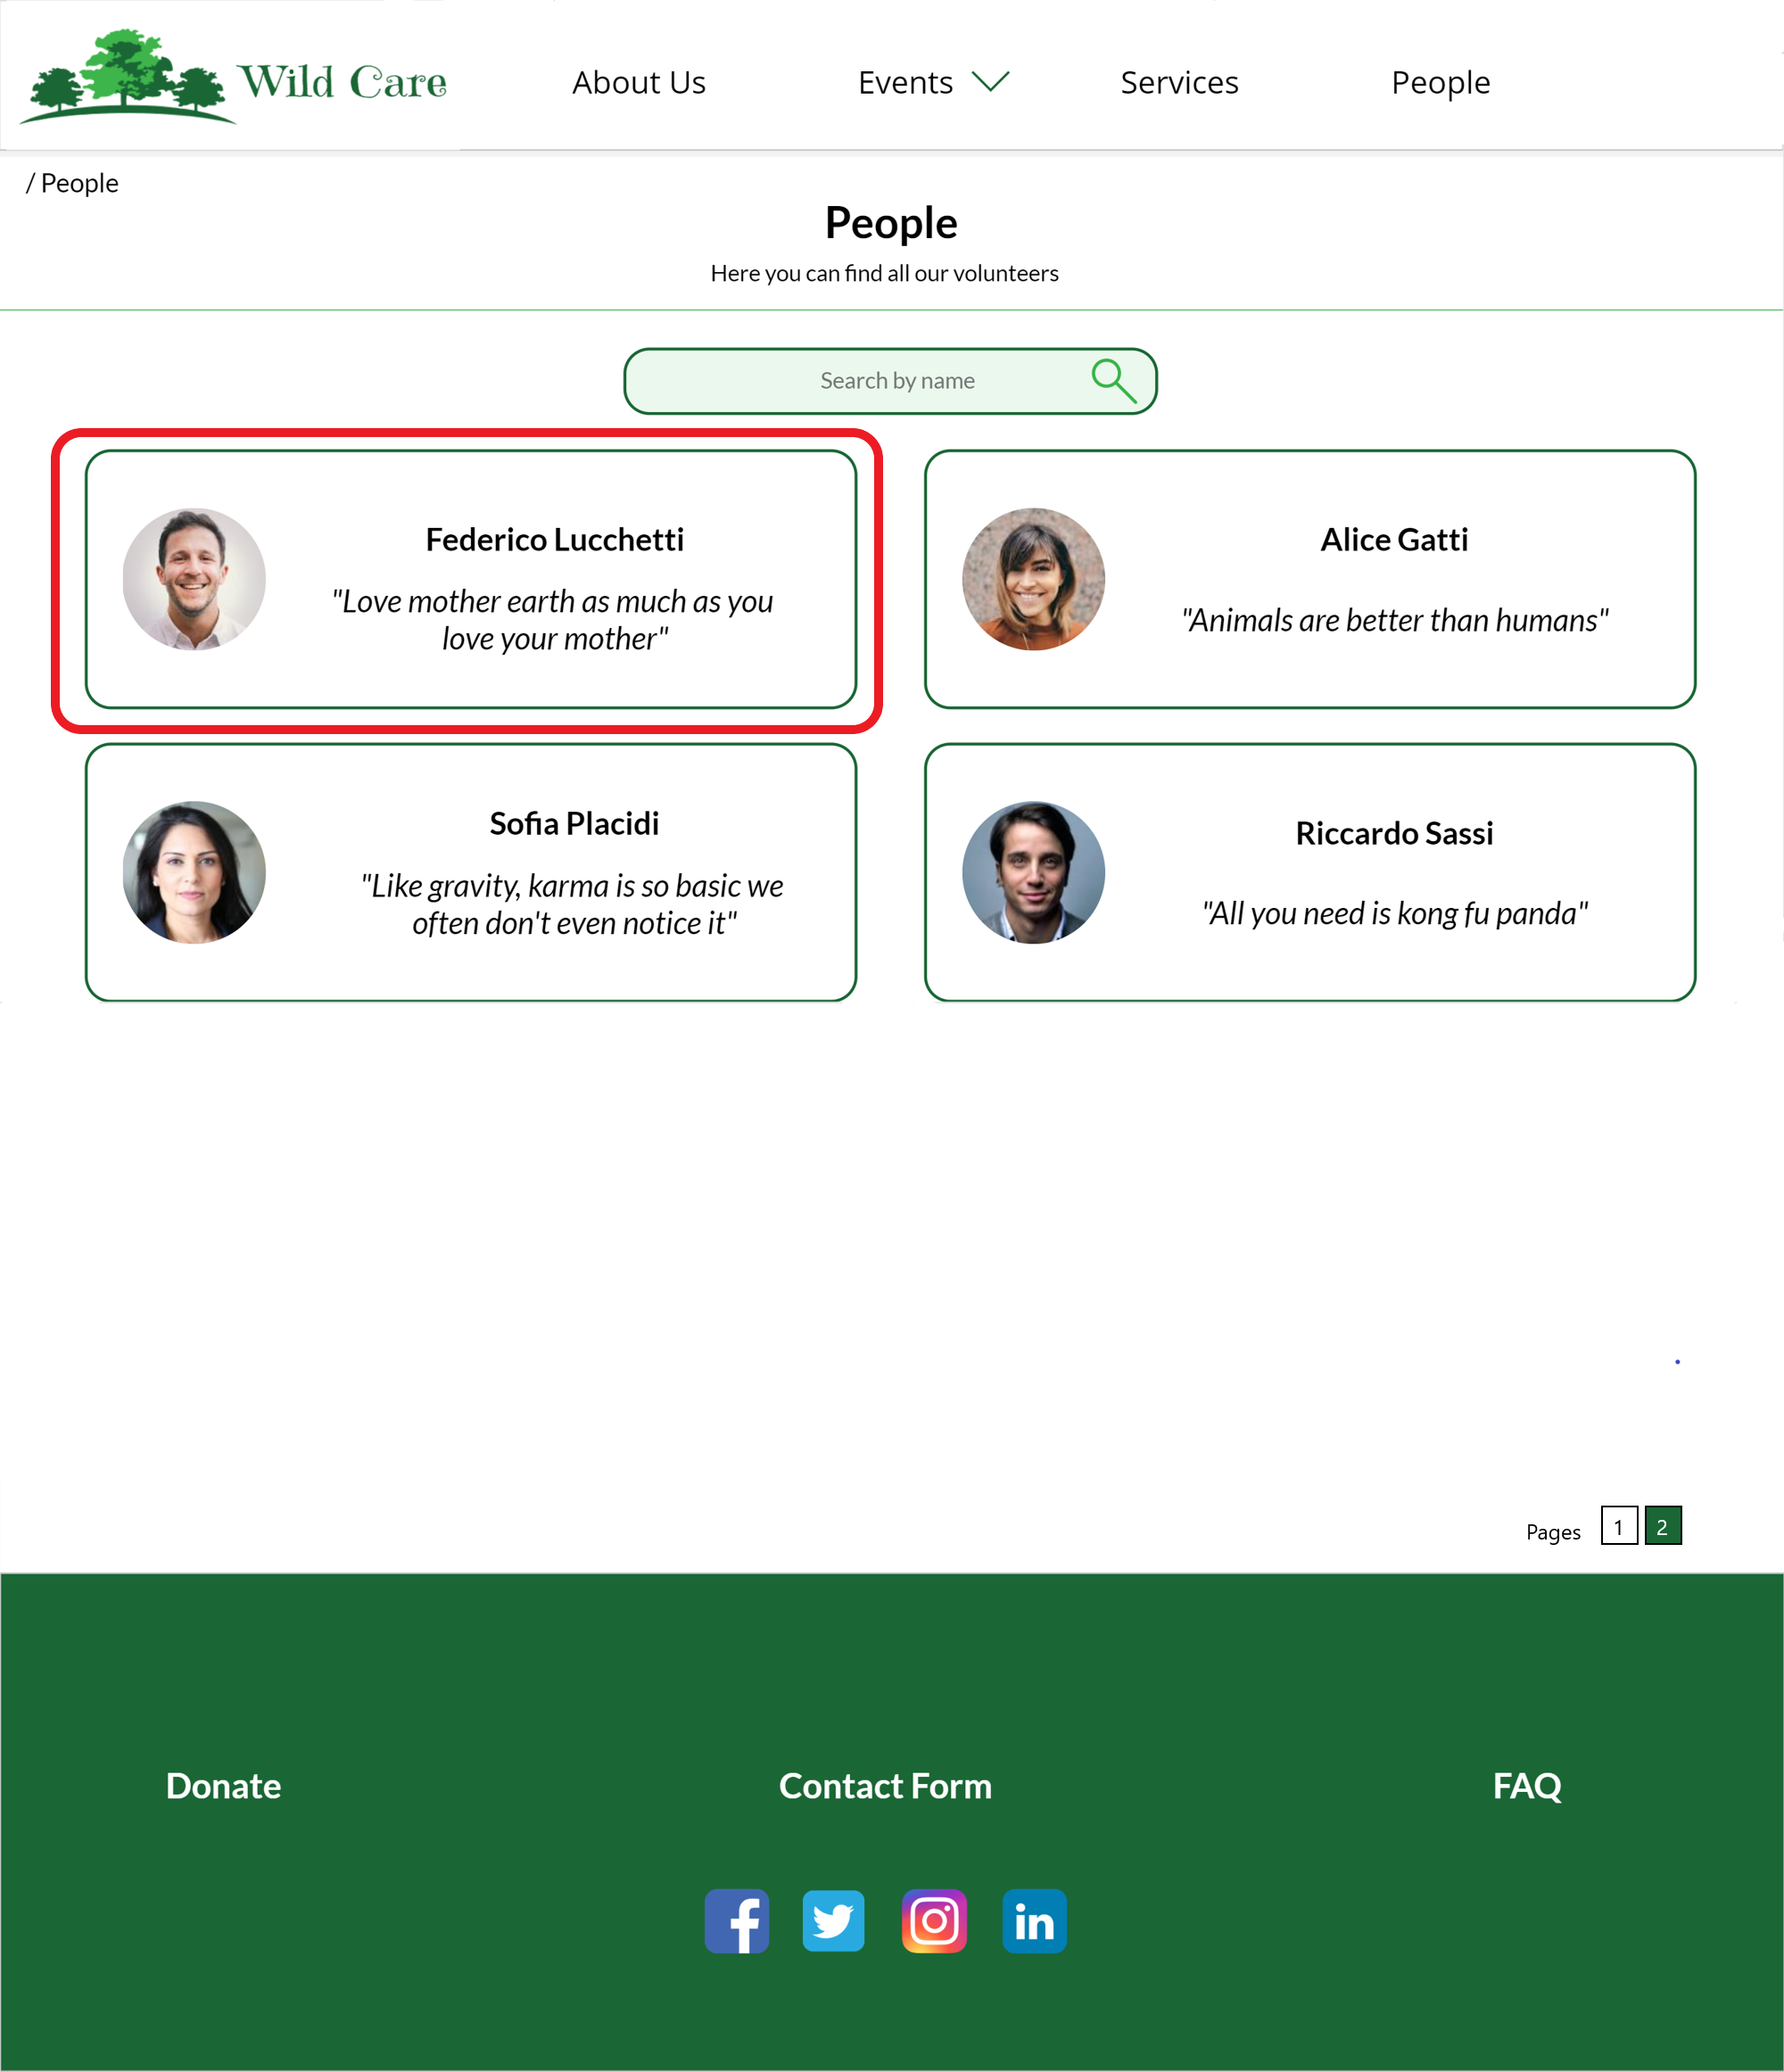 Wild Care
About Us
Events
Services
People
/ People
People
Here you can find all our volunteers
Search by name
Federico Lucchetti
"Love mother earth as much as you
love your mother"
Alice Gatti
"Animals are better than humans"
Sofia Placidi
"Like gravity, karma is so basic we
often don't even notice it"
Riccardo Sassi
"All you need is kong fu panda"
Pages 1 2
Donate
Contact Form
FAQ